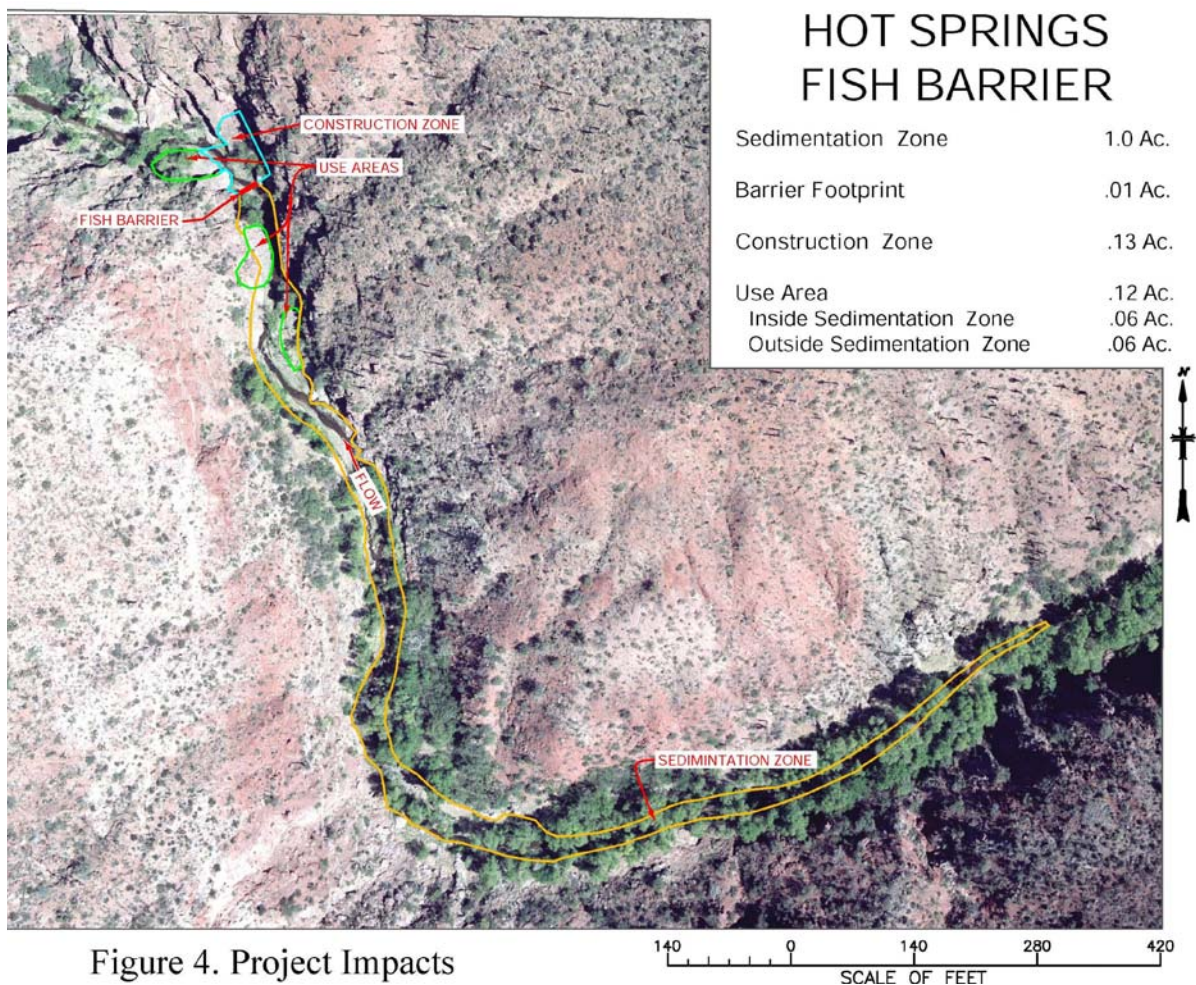 HOT SPRINGS
FISH BARRIER
Sedimentation Zone 1.0 Ac.
Barrier Footprint .01 Ac.
Construction Zone .13 Ac.
Use Area .12 Ac.
Inside Sedimentation Zone .06 Ac.
Outside Sedimentation Zone .06 Ac.
CONSTRUCTION ZONE
USE AREAS
FISH BARRIER
N
FLOW
SEDIMINTATION ZONE
Figure 4. Project Impacts
140 0 140 280 420
SCALE OF FEET